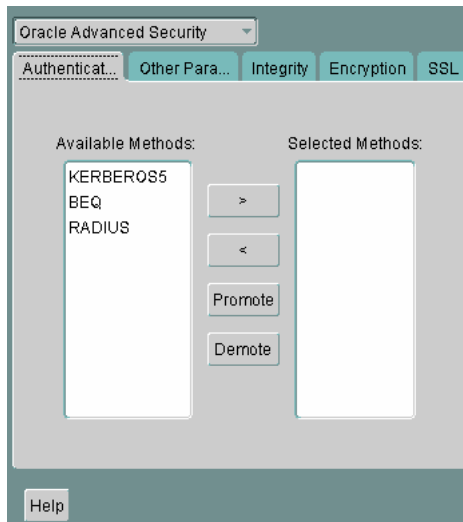 Oracle Advanced Security
Authenticat... Other Para... Integrity Encryption SSL
Available Methods: Selected Methods:
KERBEROS5
BEQ
RADIUS
>
<
Promote
Demote
Help